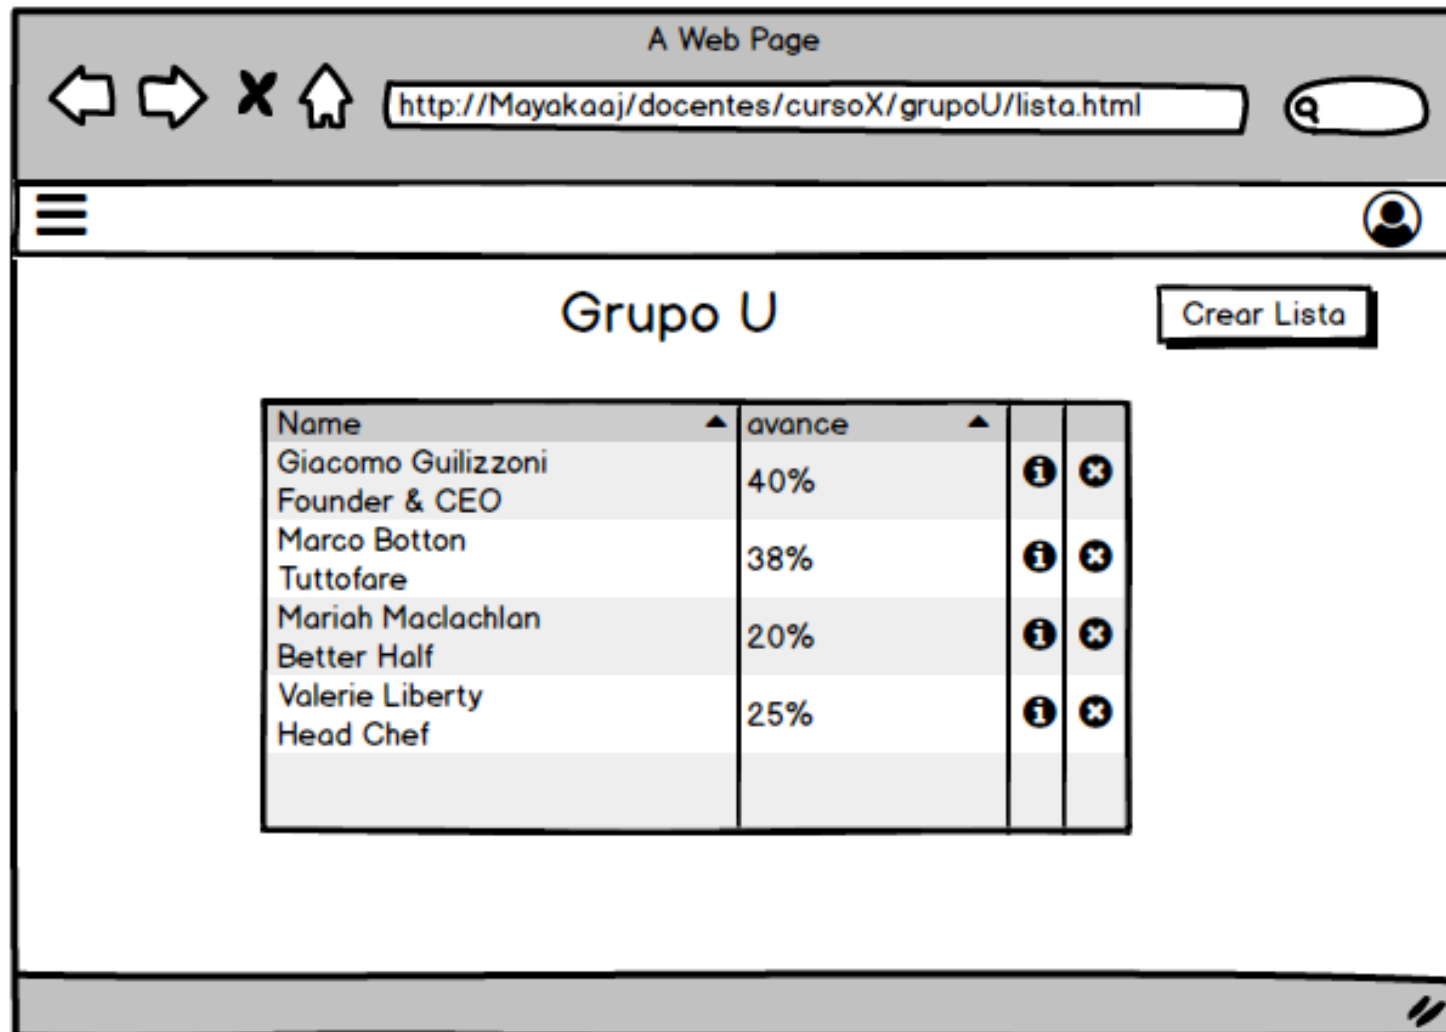 A Web Page
http://Mayakaaj/docentes/cursoX/grupoU/lista.html
Grupo U
Crear Lista
Name avance
Giacomo Guilizzoni
Founder & CEO
40%
Marco Botton
Tuttofare
38%
Mariah Maclachlan
Better Half
20%
Valerie Liberty
Head Chef
25%